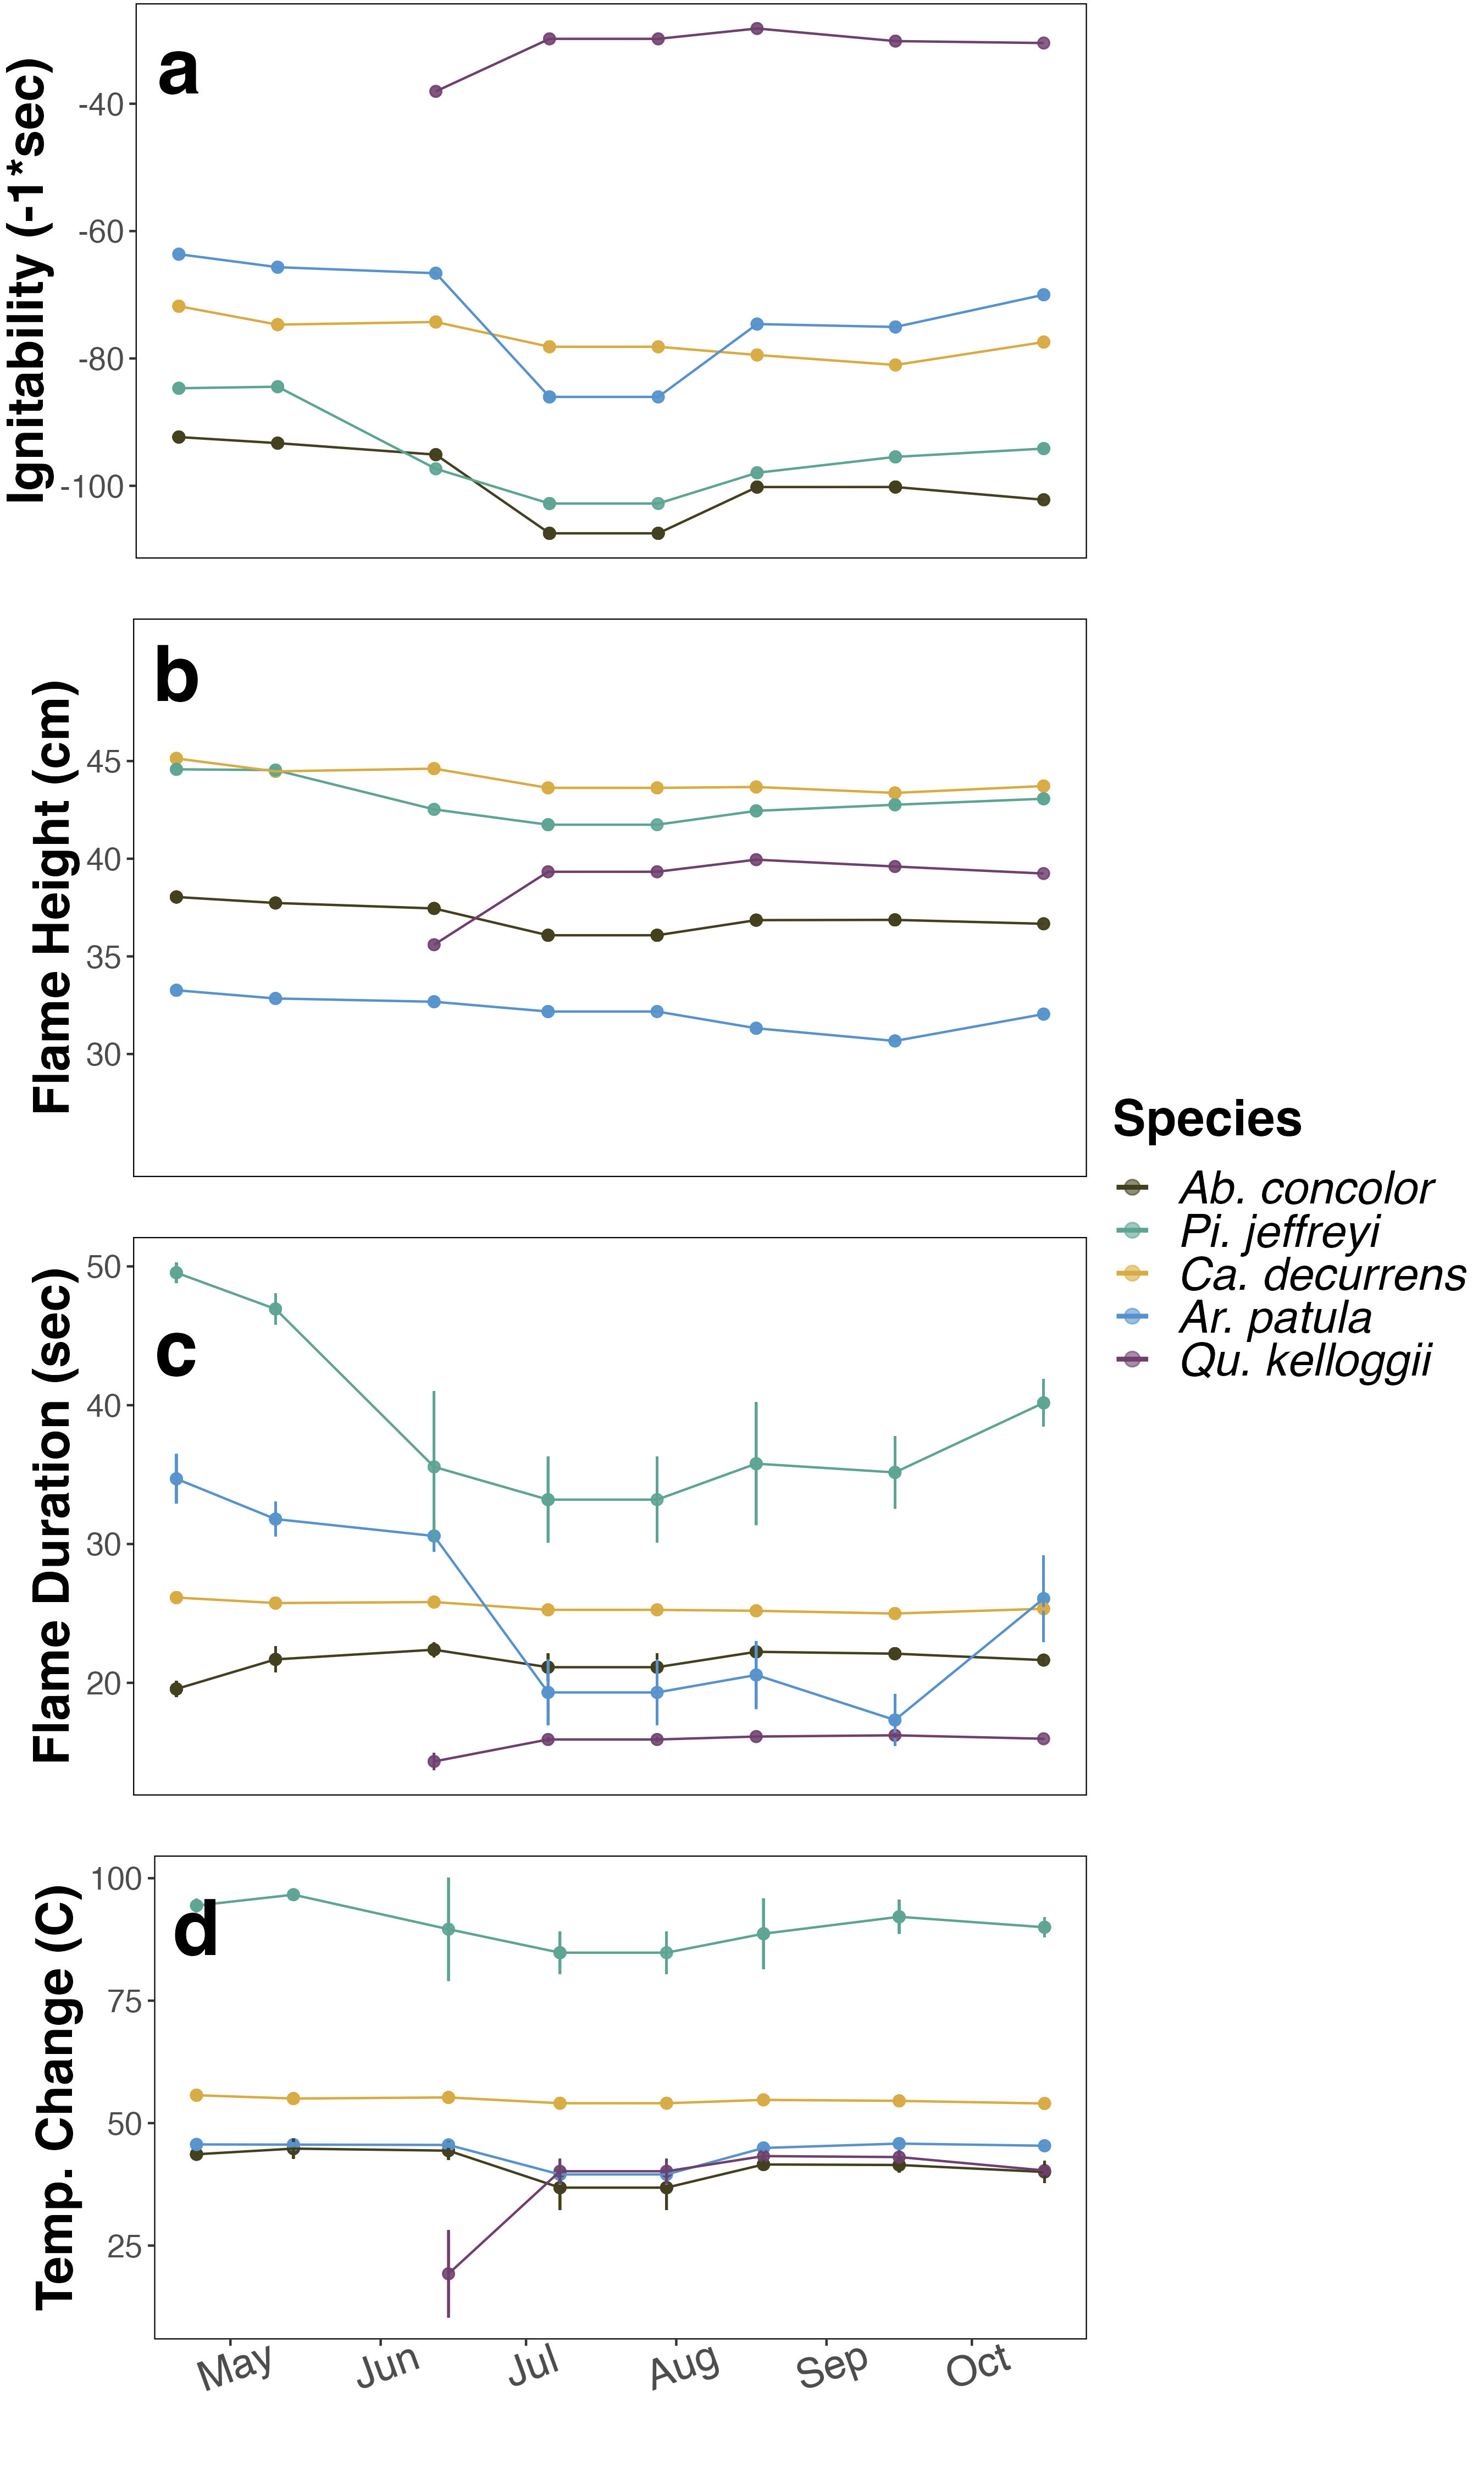 a
Ignitability (-1*sec)
-40
-60
-80
-100
b
Flame Height (cm)
45
40
35
30
Species
Ab. concolor
Pi. jeffreyi
Ca. decurrens
Ar. patula
Qu. kelloggii
c
Flame Duration (sec)
50
40
30
20
d
Temp. Change (C)
100
75
50
25
May Jun Jul Aug Sep Oct